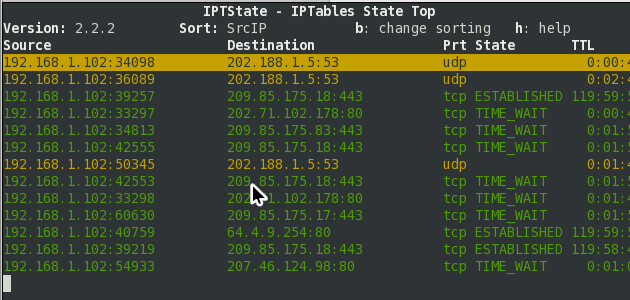 IPTState - IPTables State Top
Version: 2.2.2 Sort: SrcIP b: change sorting h: help
Source Destination Prt State TTL
192.168.1.102:34098 202.188.1.5:53 udp 0:00:4
192.168.1.102:36089 202.188.1.5:53 udp 0:02:4
192.168.1.102:39257 209.85.175.18:443 tcp ESTABLISHED 119:59:5
192.168.1.102:33297 202.71.102.178:80 tcp TIME_WAIT 0:00:4
192.168.1.102:34813 209.85.175.83:443 tcp TIME_WAIT 0:01:5
192.168.1.102:42555 209.85.175.18:443 tcp TIME_WAIT 0:01:5
192.168.1.102:50345 202.188.1.5:53 udp 0:01:4
192.168.1.102:42553 209.85.175.18:443 tcp TIME_WAIT 0:01:5
192.168.1.102:33298 202.71.102.178:80 tcp TIME_WAIT 0:01:4
192.168.1.102:60630 209.85.175.17:443 tcp TIME_WAIT 0:01:5
192.168.1.102:40759 64.4.9.254:80 tcp ESTABLISHED 119:59:5
192.168.1.102:39219 209.85.175.18:443 tcp ESTABLISHED 119:58:4
192.168.1.102:54933 207.46.124.98:80 tcp TIME_WAIT 0:01:0